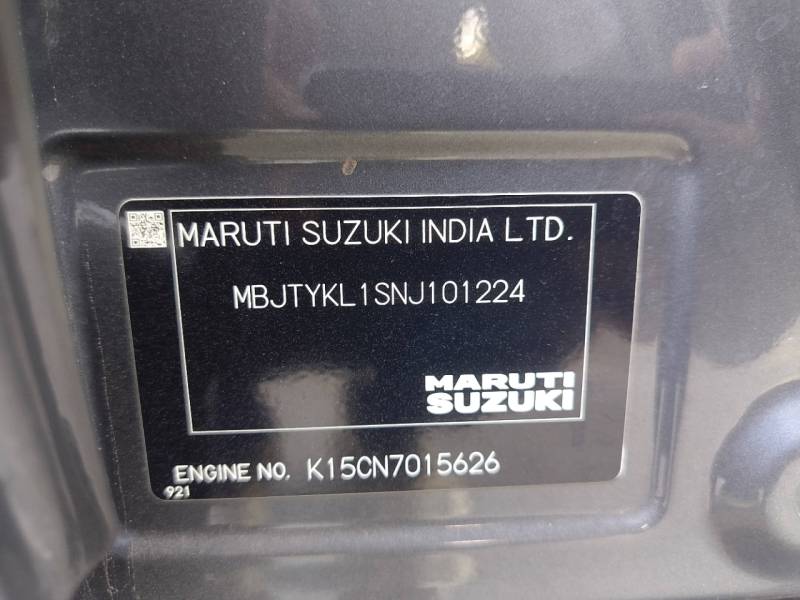 MARUTI SUZUKI INDIA LTD.
MBJTYKL1SNJ101224
MARUTI
SUZUKI
ENGINE NO. K15CN7015626
921